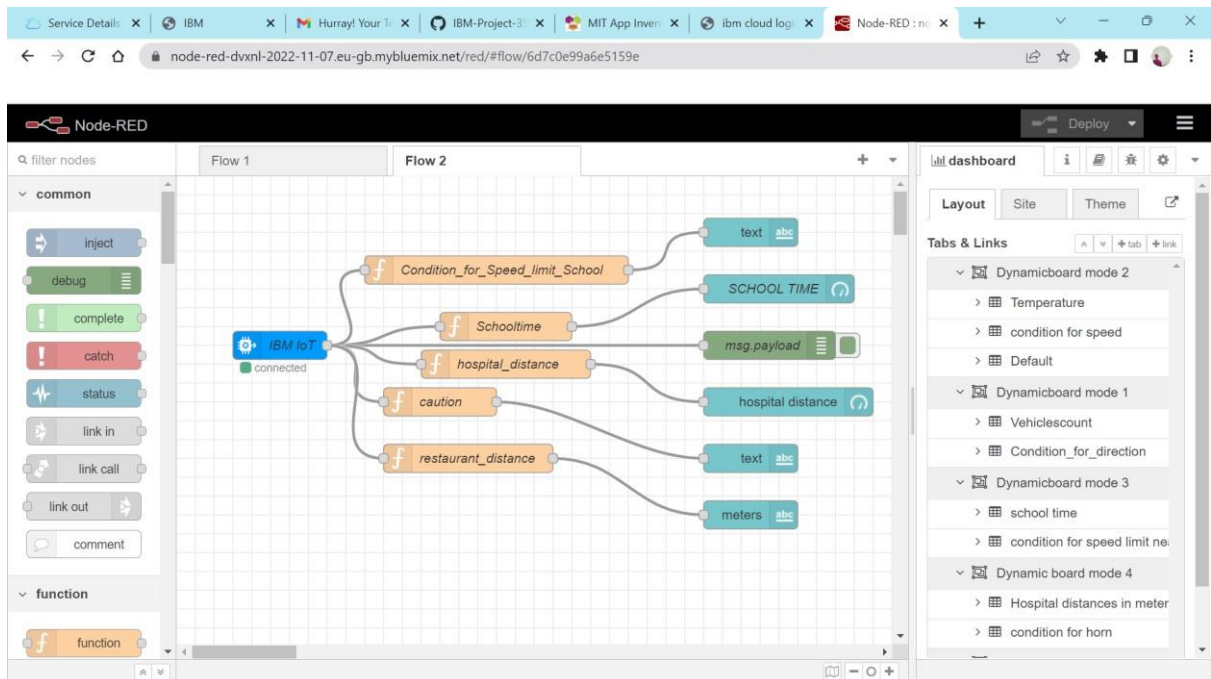 Service Details
IBM
Hurray! Your T
IBM-Project-3
MIT App Inven
ibm cloud logi
Node-RED : no
node-red-dvxnl-2022-11-07.eu-gb.mybluemix.net/red/#flow/6d7c0e99a6e5159e
Node-RED
Deploy
filter nodes
Flow 1
Flow 2
dashboard
common
inject
debug
complete
catch
status
link in
link call
link out
comment
function
function
IBM IoT
connected
Condition_for_Speed_limit_School
Schooltime
hospital_distance
caution
restaurant_distance
text abc
SCHOOL TIME
msg.payload
hospital distance
text abc
meters abc
Layout
Site
Theme
Tabs & Links
+ tab
+ link
Dynamicboard mode 2
Temperature
condition for speed
Default
Dynamicboard mode 1
Vehiclescount
Condition_for_direction
Dynamicboard mode 3
school time
condition for speed limit ne
Dynamic board mode 4
Hospital distances in meter
condition for horn